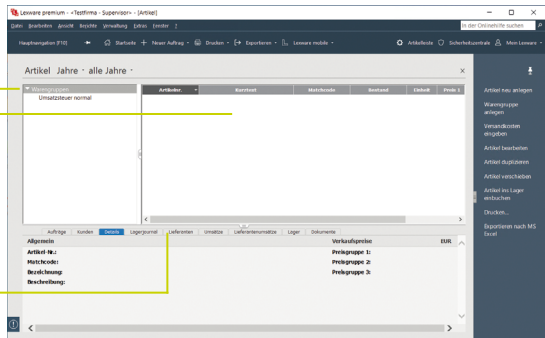 Lexware premium - <Testfirma - Supervisor> - [Artikel]
Datei Bearbeiten Ansicht Berichte Verwaltung Extras Fenster ?
In der Onlinehilfe suchen
Hauptnavigation [F10] Startseite Neuer Auftrag Drucken Exportieren Lexware mobile Artikelleiste Sicherheitszentrale Mein Lexware
Artikel Jahre alle Jahre
Warengruppen
Umsatzsteuer normal
Artikelnr. Kurztext Matchcode Bestand Einheit Preis 1
Artikel neu anlegen
Warengruppe anlegen
Versandkosten eingeben
Artikel bearbeiten
Artikel duplizieren
Artikel verschieben
Artikel ins Lager einbuchen
Drucken...
Exportieren nach MS Excel
Aufträge Kunden Details Lagerjournal Lieferanten Umsätze Lieferantenumsätze Lager Dokumente
Allgemein Verkaufspreise EUR
Artikel-Nr.: Preisgruppe 1:
Matchcode: Preisgruppe 2:
Bezeichnung: Preisgruppe 3:
Beschreibung: